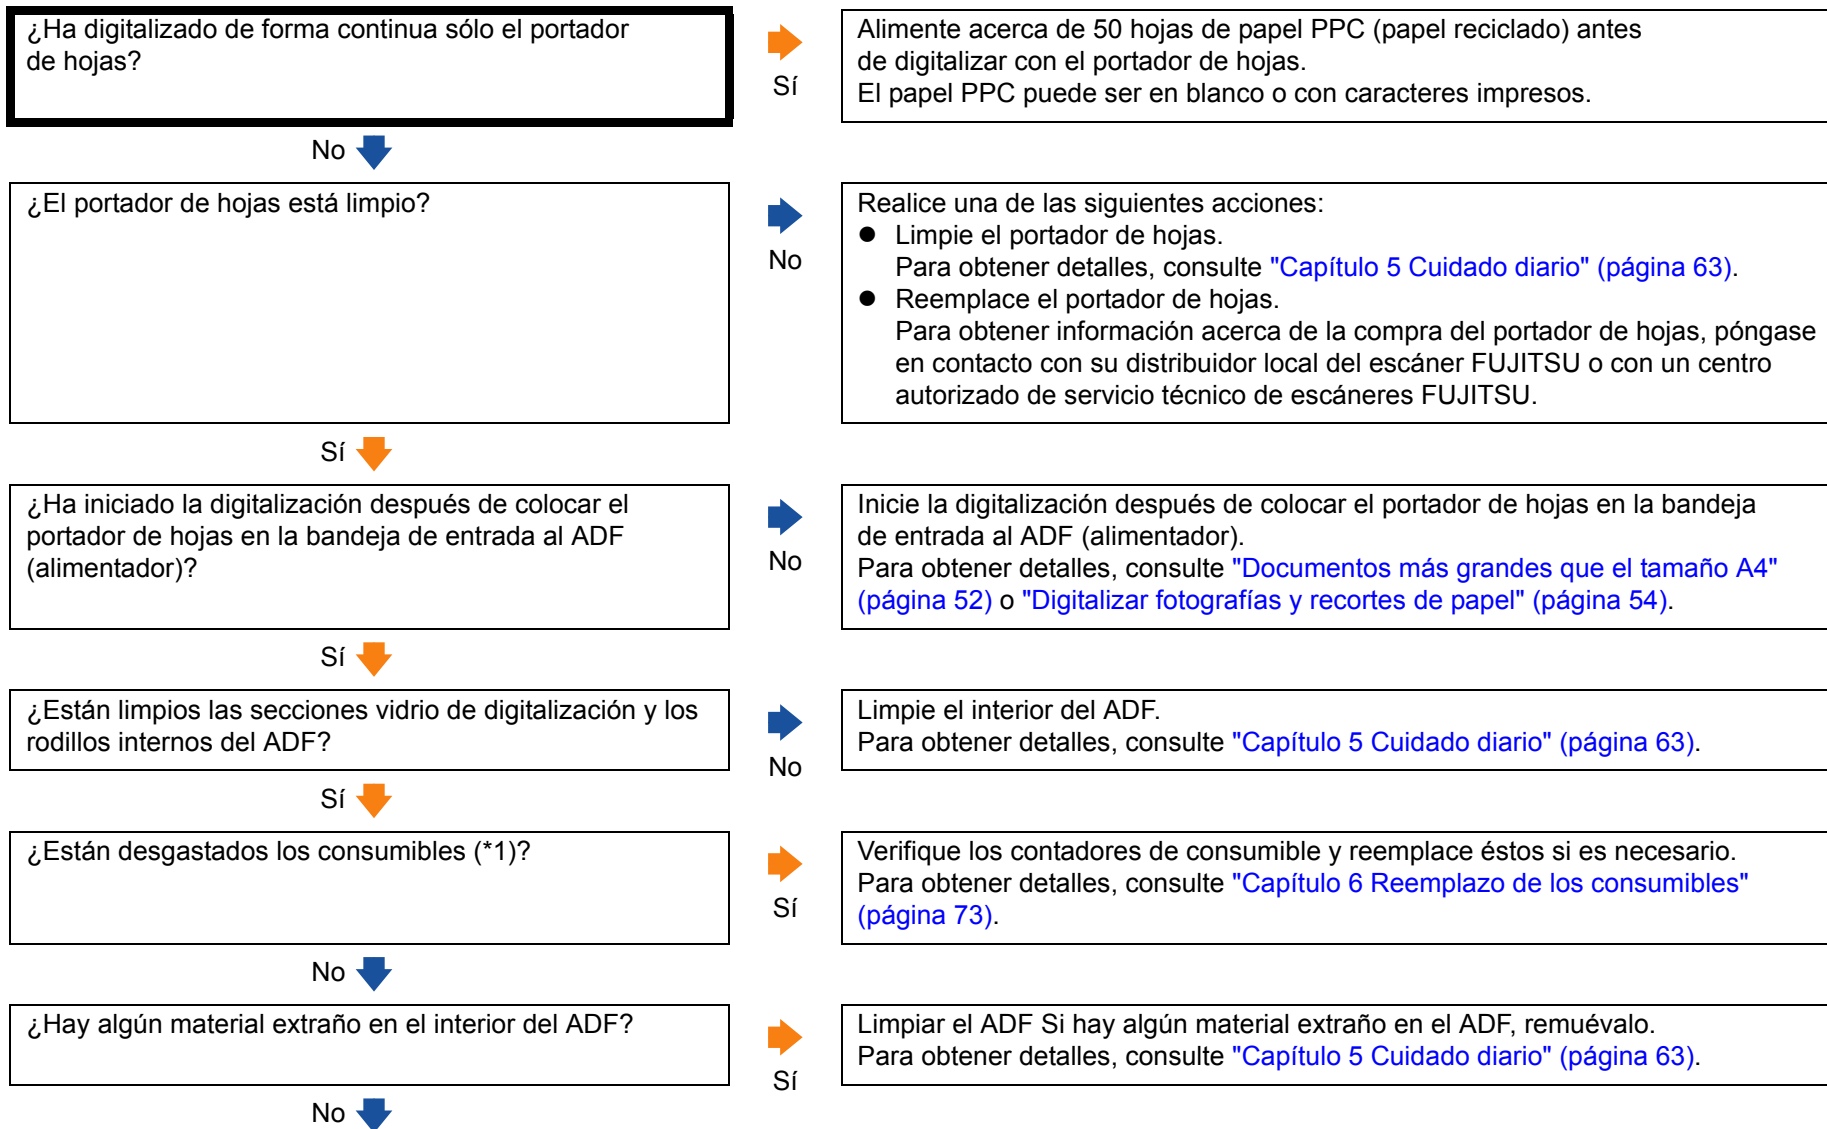 ¿Ha digitalizado de forma continua sólo el portador
de hojas?
Sí
Alimente acerca de 50 hojas de papel PPC (papel reciclado) antes
de digitalizar con el portador de hojas.
El papel PPC puede ser en blanco o con caracteres impresos.
No
¿El portador de hojas está limpio?
No
Realice una de las siguientes acciones:
● Limpie el portador de hojas.
Para obtener detalles, consulte "Capítulo 5 Cuidado diario" (página 63).
● Reemplace el portador de hojas.
Para obtener información acerca de la compra del portador de hojas, póngase
en contacto con su distribuidor local del escáner FUJITSU o con un centro
autorizado de servicio técnico de escáneres FUJITSU.
Sí
¿Ha iniciado la digitalización después de colocar el
portador de hojas en la bandeja de entrada al ADF
(alimentador)?
No
Inicie la digitalización después de colocar el portador de hojas en la bandeja
de entrada al ADF (alimentador).
Para obtener detalles, consulte "Documentos más grandes que el tamaño A4"
(página 52) o "Digitalizar fotografías y recortes de papel" (página 54).
Sí
¿Están limpios las secciones vidrio de digitalización y los
rodillos internos del ADF?
No
Limpie el interior del ADF.
Para obtener detalles, consulte "Capítulo 5 Cuidado diario" (página 63).
Sí
¿Están desgastados los consumibles (*1)?
Sí
Verifique los contadores de consumible y reemplace éstos si es necesario.
Para obtener detalles, consulte "Capítulo 6 Reemplazo de los consumibles"
(página 73).
No
¿Hay algún material extraño en el interior del ADF?
Sí
Limpiar el ADF Si hay algún material extraño en el ADF, remuévalo.
Para obtener detalles, consulte "Capítulo 5 Cuidado diario" (página 63).
No